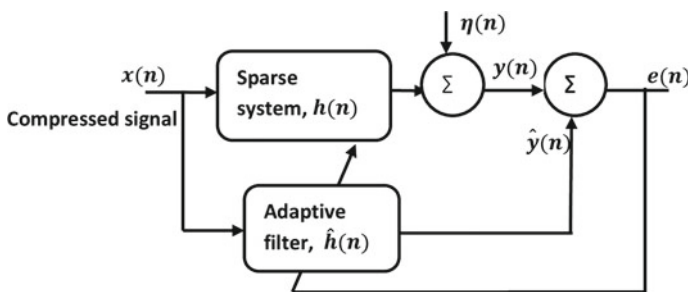 η(n)
x(n)
Sparse
system, h(n)
Σ
y(n)
Σ
e(n)
Compressed signal
ŷ(n)
Adaptive
filter, ĥ(n)